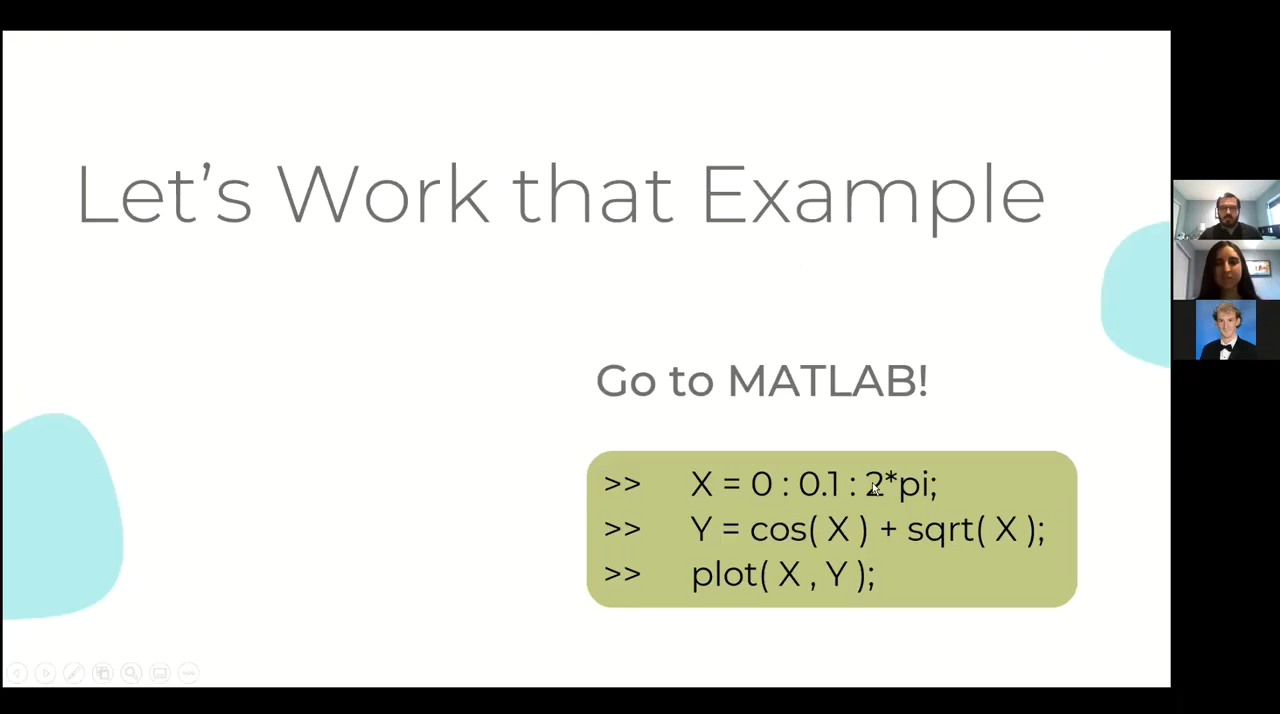 Let's Work that Example
Go to MATLAB!
>> X = 0 : 0.1 : 2*pi;
>> Y = cos( X ) + sqrt( X );
>> plot( X , Y );